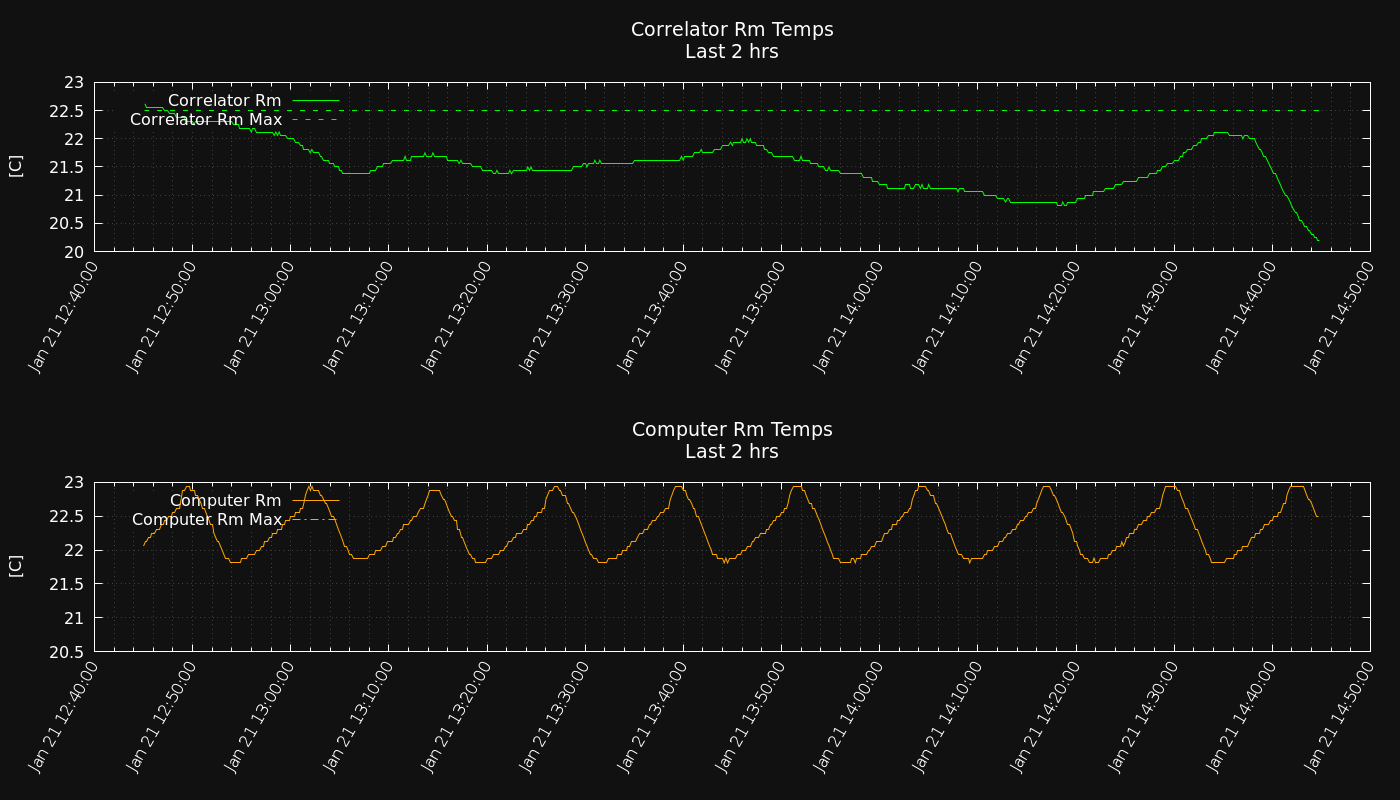 Correlator Rm Temps
Last 2 hrs
[C]
23
22.5
22
21.5
21
20.5
20
Correlator Rm
Correlator Rm Max
Jan 21 12:40:00
Jan 21 12:50:00
Jan 21 13:00:00
Jan 21 13:10:00
Jan 21 13:20:00
Jan 21 13:30:00
Jan 21 13:40:00
Jan 21 13:50:00
Jan 21 14:00:00
Jan 21 14:10:00
Jan 21 14:20:00
Jan 21 14:30:00
Jan 21 14:40:00
Jan 21 14:50:00
Computer Rm Temps
Last 2 hrs
[C]
23
22.5
22
21.5
21
20.5
Computer Rm
Computer Rm Max
Jan 21 12:40:00
Jan 21 12:50:00
Jan 21 13:00:00
Jan 21 13:10:00
Jan 21 13:20:00
Jan 21 13:30:00
Jan 21 13:40:00
Jan 21 13:50:00
Jan 21 14:00:00
Jan 21 14:10:00
Jan 21 14:20:00
Jan 21 14:30:00
Jan 21 14:40:00
Jan 21 14:50:00